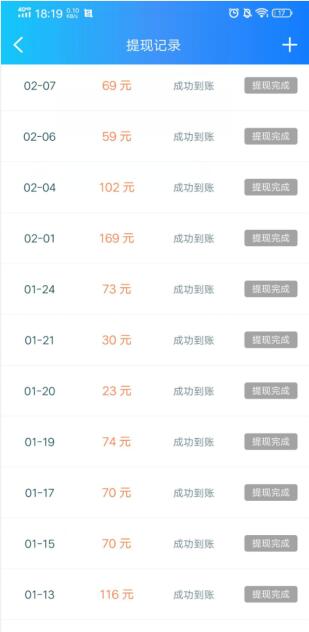 4G 18:19 0.10 KB/s 17
提现记录
02-07 69 元 成功到账 提现完成
02-06 59 元 成功到账 提现完成
02-04 102 元 成功到账 提现完成
02-01 169 元 成功到账 提现完成
01-24 73 元 成功到账 提现完成
01-21 30 元 成功到账 提现完成
01-20 23 元 成功到账 提现完成
01-19 74 元 成功到账 提现完成
01-17 70 元 成功到账 提现完成
01-15 70 元 成功到账 提现完成
01-13 116 元 成功到账 提现完成